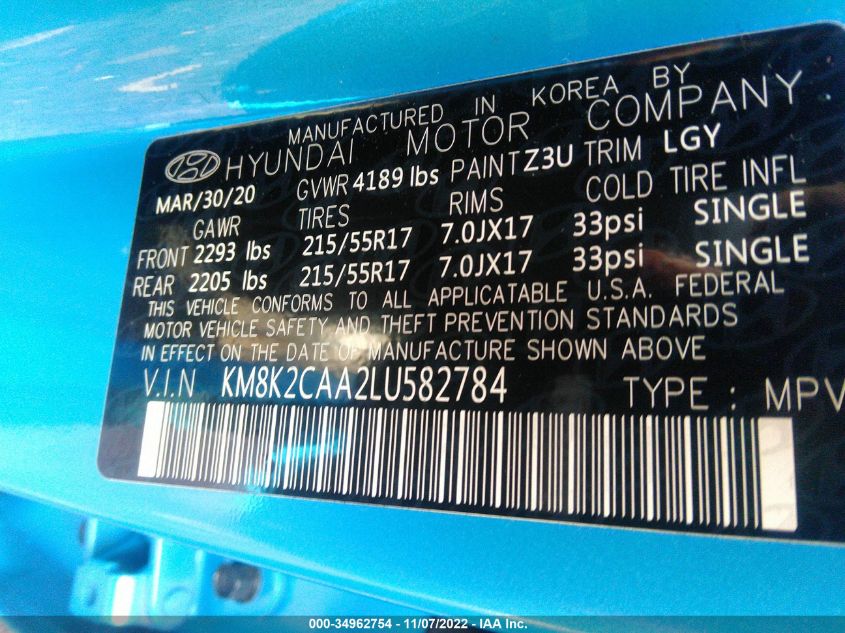 MANUFACTURED IN KOREA BY
HYUNDAI MOTOR COMPANY
MAR/30/20 GVWR 4189 lbs PAINT Z3U TRIM LGY
GAWR TIRES RIMS COLD TIRE INFL
FRONT 2293 lbs 215/55R17 7.0JX17 33psi SINGLE
REAR 2205 lbs 215/55R17 7.0JX17 33psi SINGLE
THIS VEHICLE CONFORMS TO ALL APPLICATABLE U.S.A. FEDERAL
MOTOR VEHICLE SAFETY AND THEFT PREVENTION STANDARDS
IN EFFECT ON THE DATE OF MANUFACTURE SHOWN ABOVE
V.I.N KM8K2CAA2LU582784 TYPE : MPV
000-34962754 - 11/07/2022 - IAA Inc.